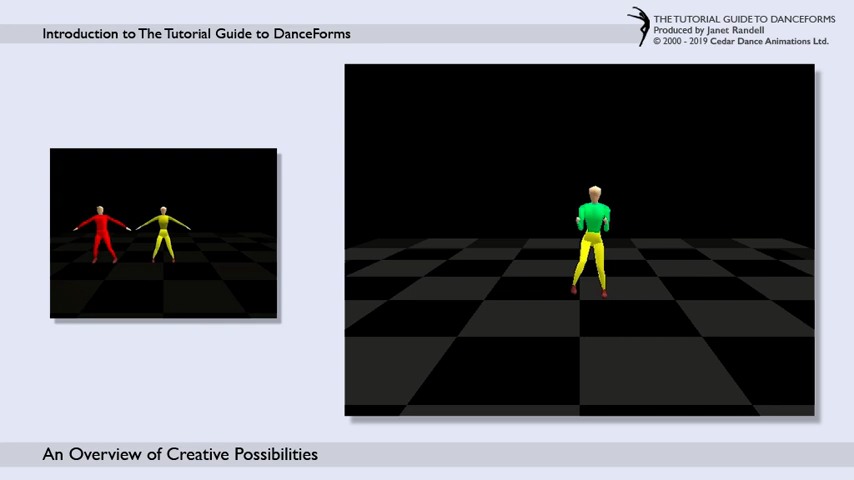 Introduction to The Tutorial Guide to DanceForms
THE TUTORIAL GUIDE TO DANCEFORMS
Produced by Janet Randell
© 2000 - 2019 Cedar Dance Animations Ltd.
An Overview of Creative Possibilities